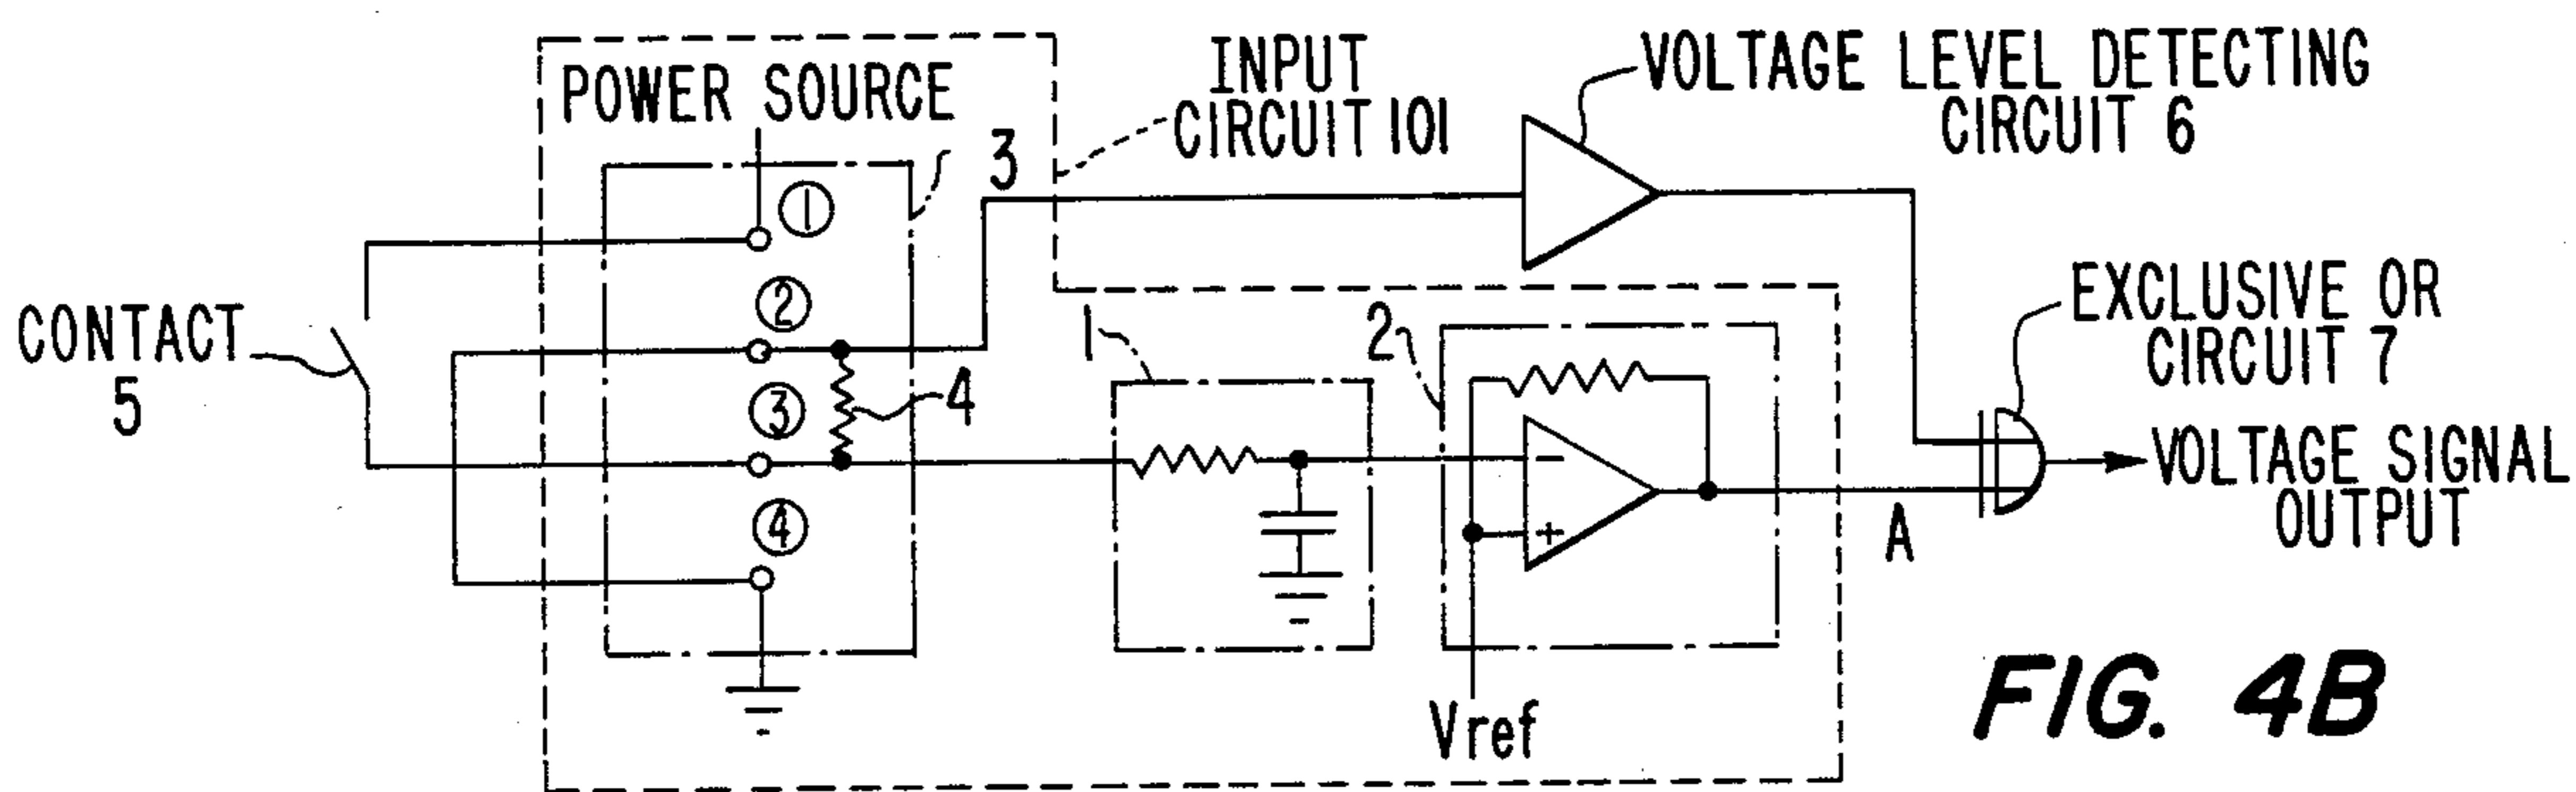 POWER SOURCE
INPUT
CIRCUIT 101
VOLTAGE LEVEL DETECTING
CIRCUIT 6
3
①
②
③
④
4
CONTACT
5
1
2
−
+
Vref
A
EXCLUSIVE OR
CIRCUIT 7
VOLTAGE SIGNAL
OUTPUT
FIG. 4B